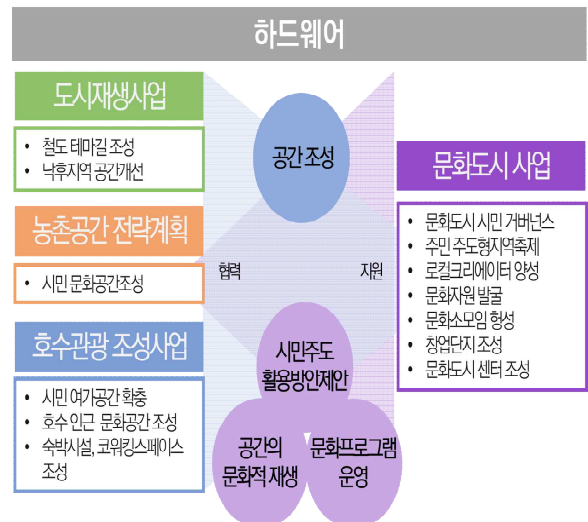 하드웨어
도시재생사업
• 철도 테마길 조성
• 낙후지역 공간개선
농촌공간 전략계획
• 시민 문화공간조성
호수관광 조성사업
• 시민 여가공간 확충
• 호수 인근 문화공간 조성
• 숙박시설, 코워킹스페이스
조성
공간 조성
협력
지원
시민주도
활용방안제안
공간의
문화적 재생
문화프로그램
운영
문화도시 사업
• 문화도시 시민 거버넌스
• 주민 주도형지역축제
• 로컬크리에이터 양성
• 문화자원 발굴
• 문화소모임 형성
• 창업단지 조성
• 문화도시 센터 조성